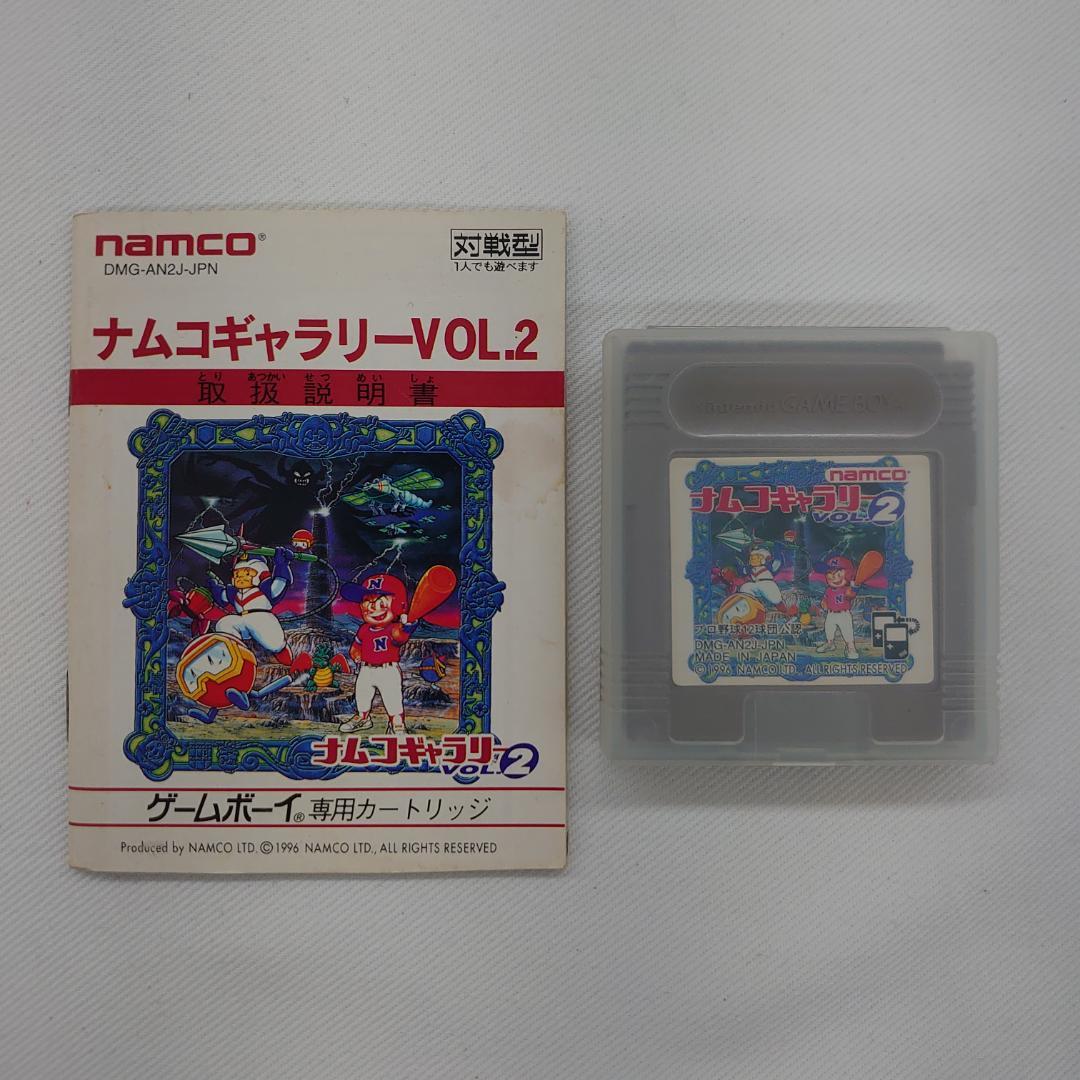 namco®
DMG-AN2J-JPN
対戦型
1人でも遊べます
ナムコギャラリーVOL.2
とり あつかい せつ めい しょ
取扱説明書
N
N
ナムコギャラリー
VOL.2
ゲームボーイ® 専用カートリッジ
Produced by NAMCO LTD. ©1996 NAMCO LTD., ALL RIGHTS RESERVED
Nintendo GAME BOY
namco®
ナムコギャラリー
VOL.2
N
N
プロ野球12球団公認
DMG-AN2J-JPN
MADE IN JAPAN
©1996 NAMCO LTD., ALL RIGHTS RESERVED